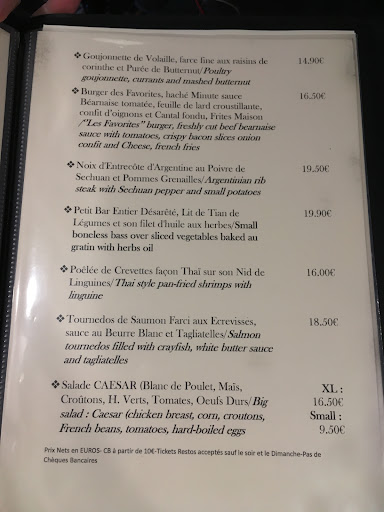 ❖ Goujonnette de Volaille, farce fine aux raisins de
corinthe et Purée de Butternut/Poultry
goujonnette, currants and mashed butternut
14.90€
❖ Burger des Favorites, haché Minute sauce
Béarnaise tomatée, feuille de lard croustillante,
confit d'oignons et Cantal fondu, Frites Maison
/"Les Favorites" burger, freshly cut beef bearnaise
sauce with tomatoes, crispy bacon slices onion
confit and Cheese, french fries
16.50€
❖ Noix d'Entrecôte d'Argentine au Poivre de
Sechuan et Pommes Grenailles/Argentinian rib
steak with Sechuan pepper and small potatoes
19.50€
❖ Petit Bar Entier Désarêté, Lit de Tian de
Légumes et son filet d'huile aux herbes/Small
boneless bass over sliced vegetables baked au
gratin with herbs oil
19.90€
❖ Poêlée de Crevettes façon Thaï sur son Nid de
Linguines/Thai style pan-fried shrimps with
linguine
16.00€
❖ Tournedos de Saumon Farci aux Ecrevisses,
sauce au Beurre Blanc et Tagliatelles/Salmon
tournedos filled with crayfish, white butter sauce
and tagliatelles
18.50€
❖ Salade CAESAR (Blanc de Poulet, Maïs,
Croûtons, H. Verts, Tomates, Oeufs Durs/Big
salad : Caesar (chicken breast, corn, croutons,
French beans, tomatoes, hard-boiled eggs
XL :
16.50€
Small :
9.50€
Prix Nets en EUROS- CB à partir de 10€-Tickets Restos acceptés sauf le soir et le Dimanche-Pas de
Chèques Bancaires